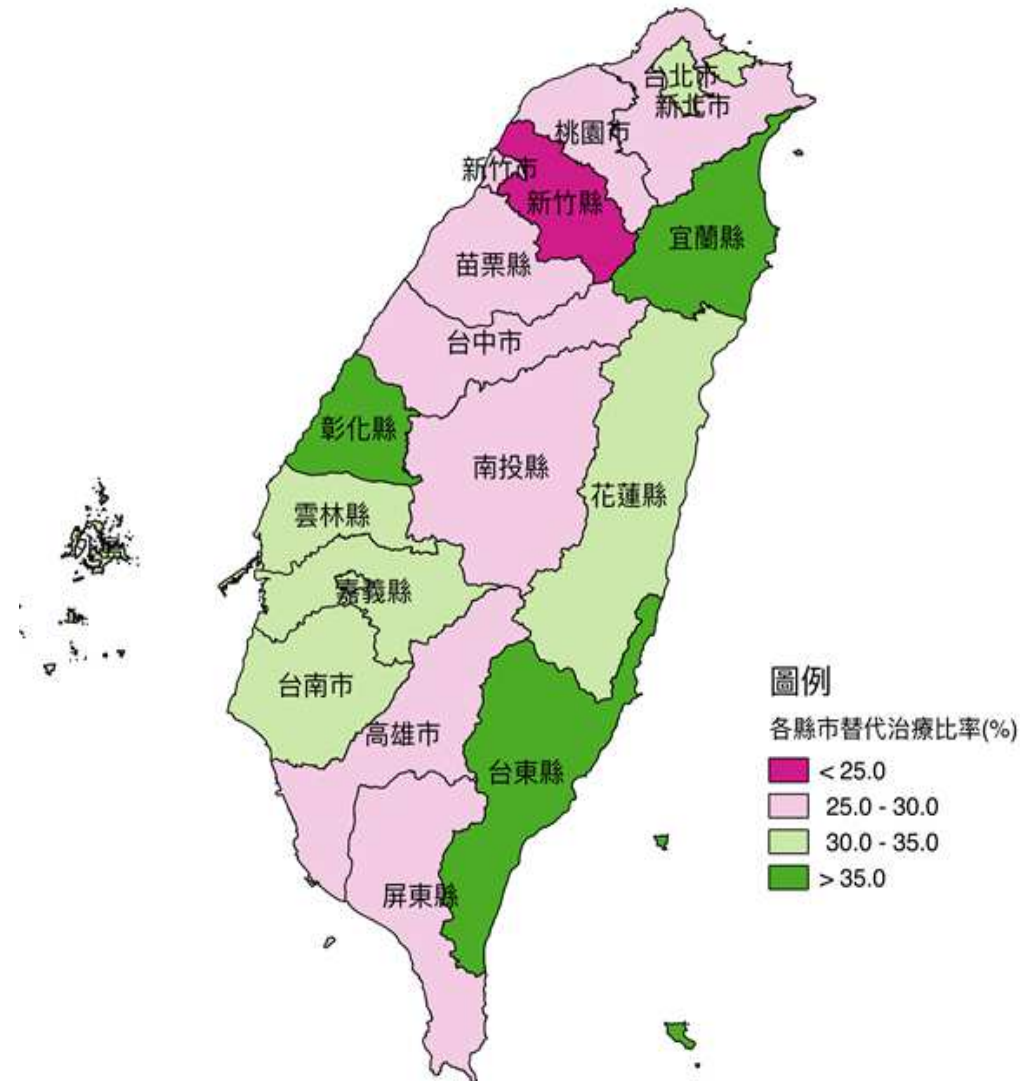 台北市
新北市
桃園市
新竹市
新竹縣
宜蘭縣
苗栗縣
台中市
彰化縣
南投縣
花蓮縣
雲林縣
嘉義縣
台南市
高雄市
台東縣
屏東縣
圖例
各縣市替代治療比率(%)
< 25.0
25.0 - 30.0
30.0 - 35.0
> 35.0